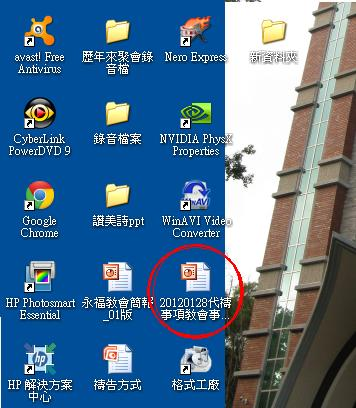 avast! Free
Antivirus
歷年來聚會錄
音檔
Nero Express
新資料夾
CyberLink
PowerDVD 9
錄音檔案
NVIDIA PhysX
Properties
Google
Chrome
讚美詩ppt
WinAVI Video
Converter
HP Photosmart
Essential
永福教會簡報
_01版
20120128代禱
事項教會事...
HP 解決方案
中心
禱告方式
格式工廠